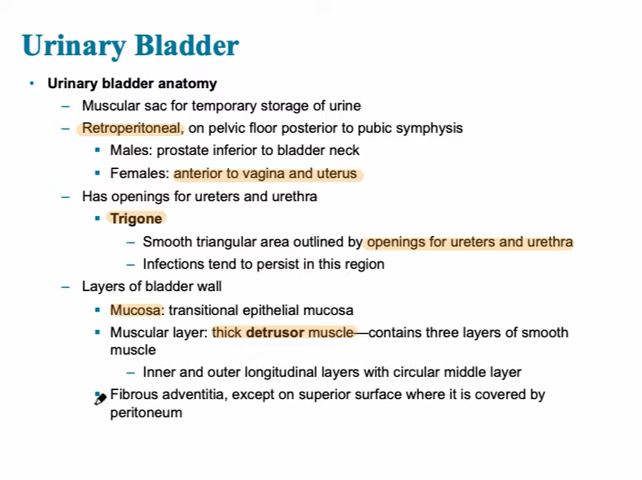 Urinary Bladder
• Urinary bladder anatomy
– Muscular sac for temporary storage of urine
– Retroperitoneal, on pelvic floor posterior to pubic symphysis
▪ Males: prostate inferior to bladder neck
▪ Females: anterior to vagina and uterus
– Has openings for ureters and urethra
▪ Trigone
– Smooth triangular area outlined by openings for ureters and urethra
– Infections tend to persist in this region
– Layers of bladder wall
▪ Mucosa: transitional epithelial mucosa
▪ Muscular layer: thick detrusor muscle—contains three layers of smooth
muscle
– Inner and outer longitudinal layers with circular middle layer
▪ Fibrous adventitia, except on superior surface where it is covered by
peritoneum